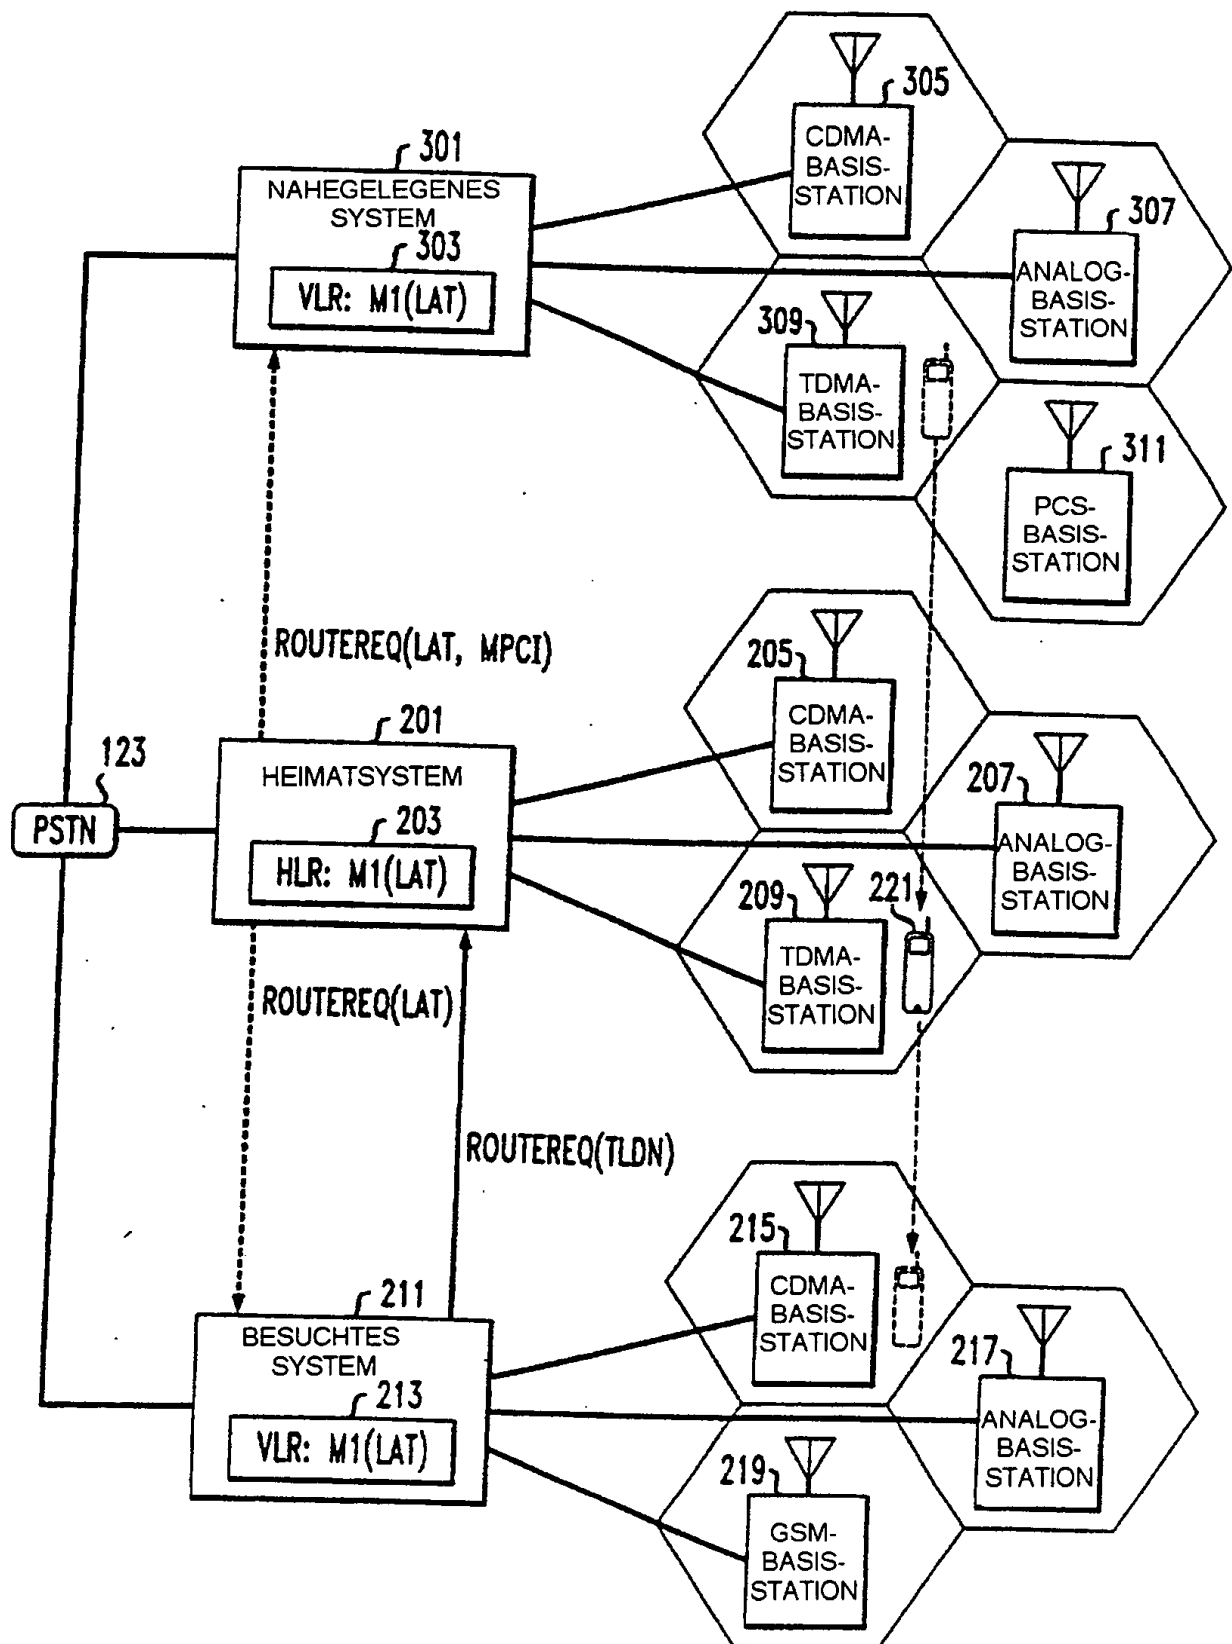 305
CDMA-
BASIS-
STATION
301
NAHEGELEGENES
SYSTEM
303
VLR: M1(LAT)
307
ANALOG-
BASIS-
STATION
309
TDMA-
BASIS-
STATION
311
PCS-
BASIS-
STATION
ROUTEREQ(LAT, MPCI)
205
CDMA-
BASIS-
STATION
201
HEIMATSYSTEM
203
HLR: M1(LAT)
123
PSTN
207
ANALOG-
BASIS-
STATION
209
TDMA-
BASIS-
STATION
221
ROUTEREQ(LAT)
ROUTEREQ(TLDN)
215
CDMA-
BASIS-
STATION
211
BESUCHTES
SYSTEM
213
VLR: M1(LAT)
217
ANALOG-
BASIS-
STATION
219
GSM-
BASIS-
STATION